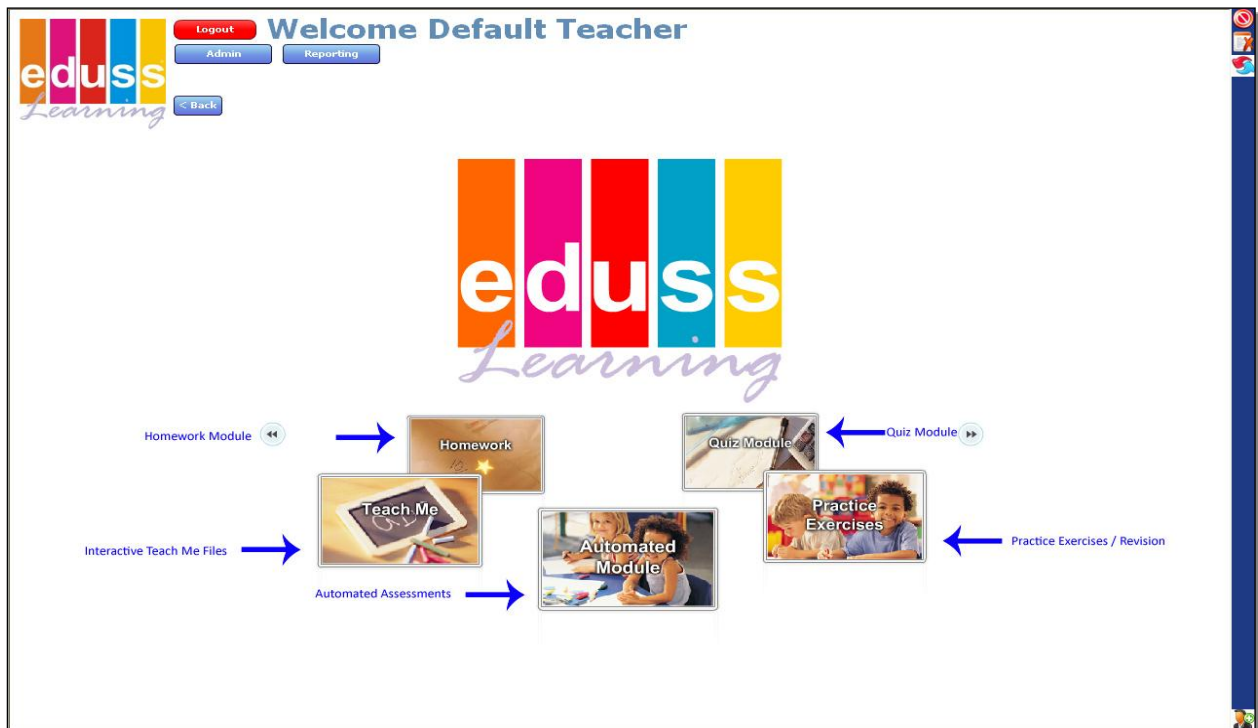 eduss
Learning
Logout
Welcome Default Teacher
Admin
Reporting
< Back
eduss
Learning
Homework Module
Homework
Quiz Module
Quiz Module
Teach Me
Practice
Exercises
Interactive Teach Me Files
Automated
Module
Practice Exercises / Revision
Automated Assessments